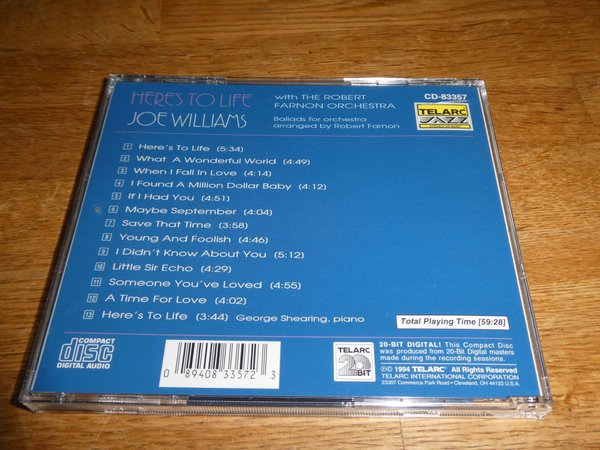 HERE'S TO LIFE
JOE WILLIAMS
with THE ROBERT
FARNON ORCHESTRA
Ballads for orchestra
arranged by Robert Farnon
CD-83357
TELARC
JAZZ
1 Here's To Life (5:34)
2 What A Wonderful World (4:49)
3 When I Fall In Love (4:14)
4 I Found A Million Dollar Baby (4:12)
5 If I Had You (4:51)
6 Maybe September (4:04)
7 Save That Time (3:58)
8 Young And Foolish (4:46)
9 I Didn't Know About You (5:12)
10 Little Sir Echo (4:29)
11 Someone You've Loved (4:55)
12 A Time For Love (4:02)
13 Here's To Life (3:44) George Shearing, piano
Total Playing Time [59:28]
COMPACT
disc
DIGITAL AUDIO
0 89408 33572 3
TELARC
20
BIT
20-BIT DIGITAL! This Compact Disc
was produced from 20-Bit Digital masters
made during the recording sessions.
℗© 1994 TELARC® All Rights Reserved
TELARC INTERNATIONAL CORPORATION
23307 Commerce Park Road • Cleveland, OH 44122 U.S.A